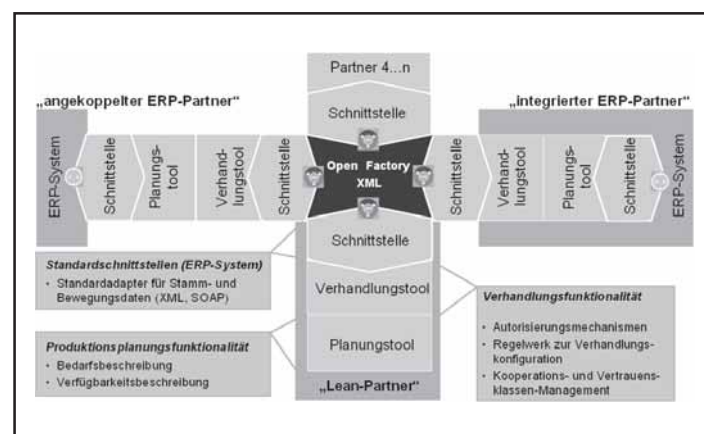 Partner 4...n
„angekoppelter ERP-Partner“
Schnittstelle
„integrierter ERP-Partner“
ERP-System
Schnittstelle
Planungs-
tool
Verhand-
lungstool
Schnittstelle
Open Factory
XML
Schnittstelle
Verhand-
lungstool
Planungs-
tool
Schnittstelle
ERP-System
Schnittstelle
Verhandlungstool
Planungstool
„Lean-Partner“
Standardschnittstellen (ERP-System)
• Standardadapter für Stamm- und
Bewegungsdaten (XML, SOAP)
Produktionsplanungsfunktionalität
• Bedarfsbeschreibung
• Verfügbarkeitsbeschreibung
Verhandlungsfunktionalität
• Autorisierungsmechanismen
• Regelwerk zur Verhandlungs-
konfiguration
• Kooperations- und Vertrauens-
klassen-Management